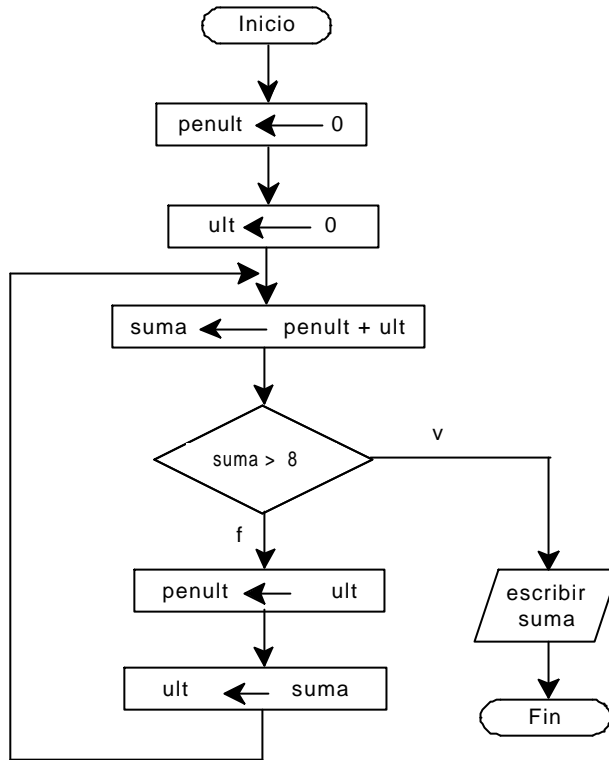 Inicio
penult 0
ult 0
suma penult + ult
suma > 8
v
f
penult ult
escribir
suma
ult suma
Fin